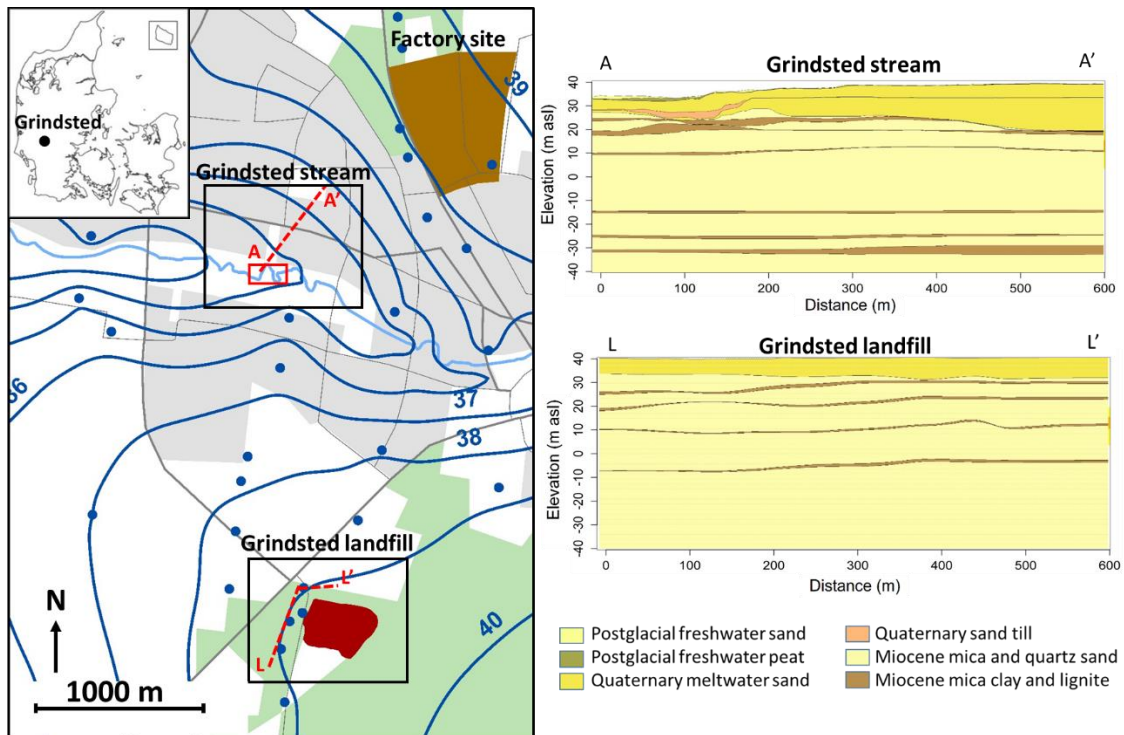 Grindsted
Factory site
39
Grindsted stream
A'
A
36
37
38
Grindsted landfill
L'
L
40
N
1000 m
A
Grindsted stream
A'
Elevation (m asl)
40
30
20
10
0
-10
-20
-30
-40
0
100
200
300
400
500
600
Distance (m)
L
Grindsted landfill
L'
Elevation (m asl)
40
30
20
10
0
-10
-20
-30
-40
0
100
200
300
400
500
600
Distance (m)
Postglacial freshwater sand
Postglacial freshwater peat
Quaternary meltwater sand
Quaternary sand till
Miocene mica and quartz sand
Miocene mica clay and lignite